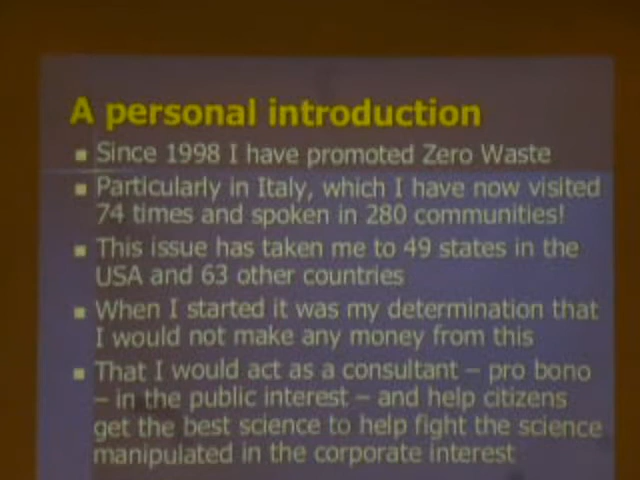 A personal introduction
Since 1998 I have promoted Zero Waste
Particularly in Italy, which I have now visited
74 times and spoken in 280 communities!
This issue has taken me to 49 states in the
USA and 63 other countries
When I started it was my determination that
I would not make any money from this
That I would act as a consultant – pro bono
– in the public interest – and help citizens
get the best science to help fight the science
manipulated in the corporate interest